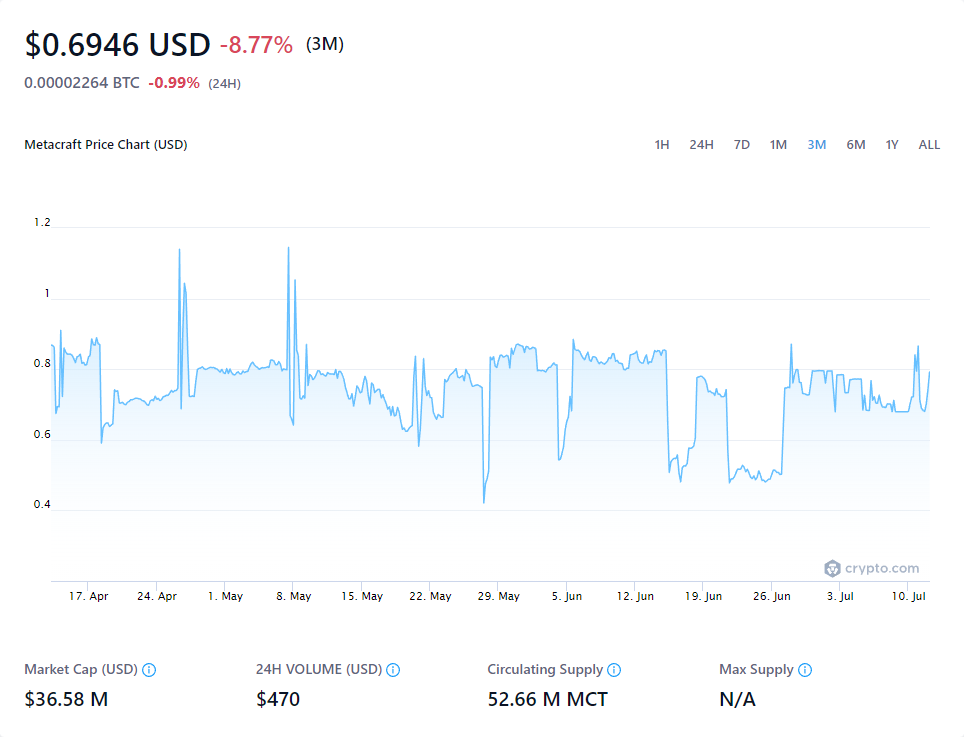 $0.6946 USD -8.77% (3M)
0.00002264 BTC -0.99% (24H)
Metacraft Price Chart (USD) 1H 24H 7D 1M 3M 6M 1Y ALL
1.2
1
0.8
0.6
0.4
crypto.com
17. Apr 24. Apr 1. May 8. May 15. May 22. May 29. May 5. Jun 12. Jun 19. Jun 26. Jun 3. Jul 10. Jul
Market Cap (USD) 24H VOLUME (USD) Circulating Supply Max Supply
$36.58 M $470 52.66 M MCT N/A